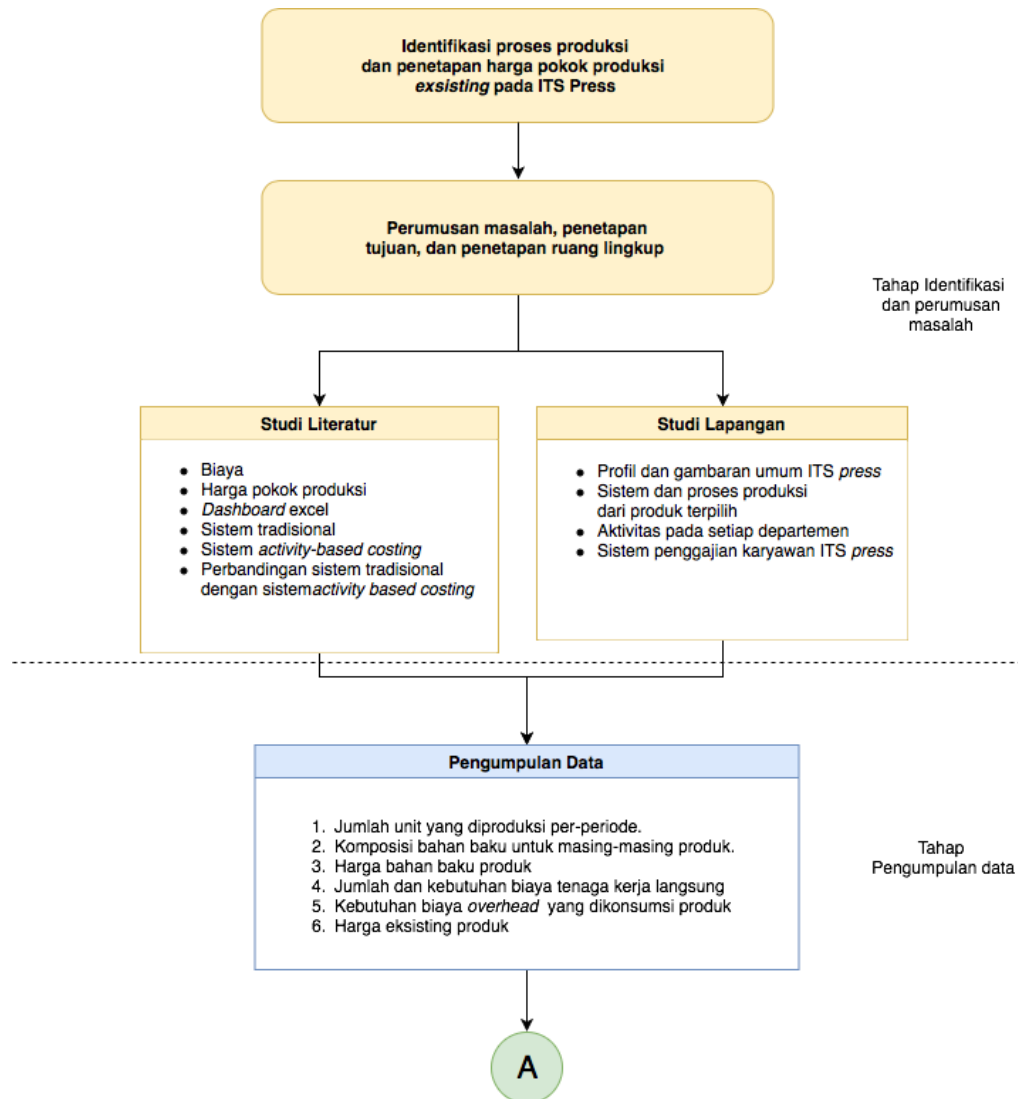 Identifikasi proses produksi
dan penetapan harga pokok produksi
exsisting pada ITS Press
Perumusan masalah, penetapan
tujuan, dan penetapan ruang lingkup
Tahap Identifikasi
dan perumusan
masalah
Studi Literatur
● Biaya
● Harga pokok produksi
● Dashboard excel
● Sistem tradisional
● Sistem activity-based costing
● Perbandingan sistem tradisional
dengan sistemactivity based costing
Studi Lapangan
● Profil dan gambaran umum ITS press
● Sistem dan proses produksi
dari produk terpilih
● Aktivitas pada setiap departemen
● Sistem penggajian karyawan ITS press
Pengumpulan Data
1. Jumlah unit yang diproduksi per-periode.
2. Komposisi bahan baku untuk masing-masing produk.
3. Harga bahan baku produk
4. Jumlah dan kebutuhan biaya tenaga kerja langsung
5. Kebutuhan biaya overhead yang dikonsumsi produk
6. Harga eksisting produk
Tahap
Pengumpulan data
A